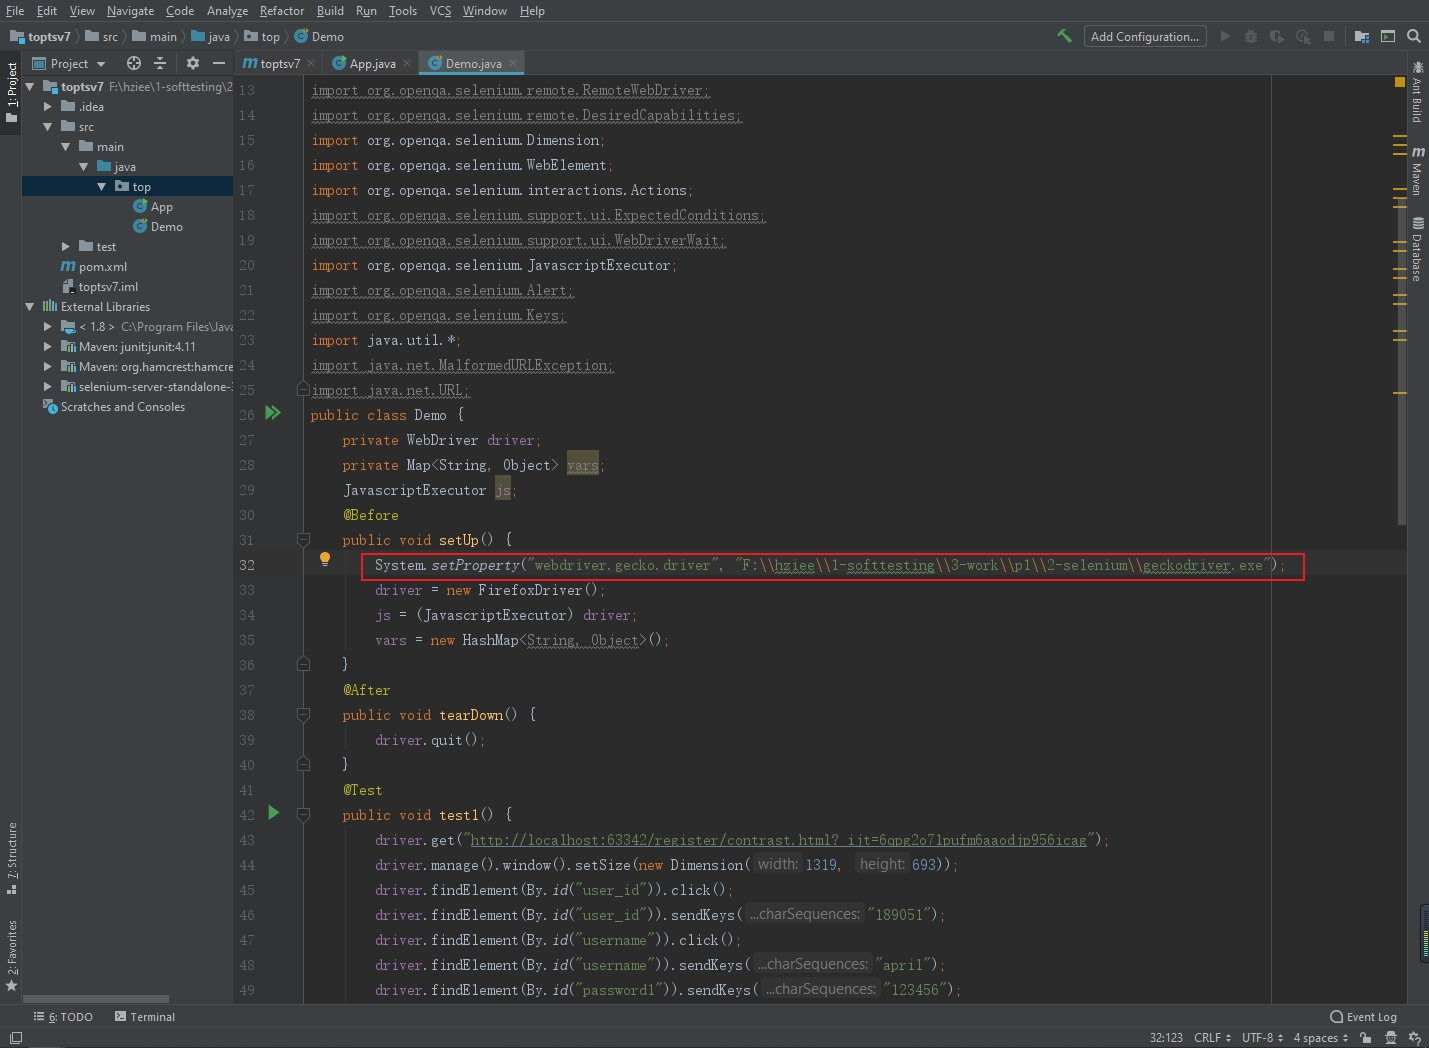 File Edit View Navigate Code Analyze Refactor Build Run Tools VCS Window Help
toptsv7 src main java top Demo Add Configuration...
Project toptsv7 App.java Demo.java
1: Project
toptsv7 F:\hziee\1-softtesting\2
.idea
src
main
java
top
App
Demo
test
pom.xml
toptsv7.iml
External Libraries
< 1.8 > C:\Program Files\Java
Maven: junit:junit:4.11
Maven: org.hamcrest:hamcre
selenium-server-standalone-3
Scratches and Consoles
7: Structure
2: Favorites
13 import org.openqa.selenium.remote.RemoteWebDriver;
14 import org.openqa.selenium.remote.DesiredCapabilities;
15 import org.openqa.selenium.Dimension;
16 import org.openqa.selenium.WebElement;
17 import org.openqa.selenium.interactions.Actions;
18 import org.openqa.selenium.support.ui.ExpectedConditions;
19 import org.openqa.selenium.support.ui.WebDriverWait;
20 import org.openqa.selenium.JavascriptExecutor;
21 import org.openqa.selenium.Alert;
22 import org.openqa.selenium.Keys;
23 import java.util.*;
24 import java.net.MalformedURLException;
25 import java.net.URL;
26 public class Demo {
27 private WebDriver driver;
28 private Map<String, Object> vars;
29 JavascriptExecutor js;
30 @Before
31 public void setUp() {
32 System.setProperty("webdriver.gecko.driver", "F:\\hziee\\1-softtesting\\3-work\\p1\\2-selenium\\geckodriver.exe");
33 driver = new FirefoxDriver();
34 js = (JavascriptExecutor) driver;
35 vars = new HashMap<String, Object>();
36 }
37 @After
38 public void tearDown() {
39 driver.quit();
40 }
41 @Test
42 public void test1() {
43 driver.get("http://localhost:63342/register/contrast.html?_ijt=6qpg2o7lpufm6aaodjp956icag");
44 driver.manage().window().setSize(new Dimension( width: 1319, height: 693));
45 driver.findElement(By.id("user_id")).click();
46 driver.findElement(By.id("user_id")).sendKeys( ...charSequences: "189051");
47 driver.findElement(By.id("username")).click();
48 driver.findElement(By.id("username")).sendKeys( ...charSequences: "april");
49 driver.findElement(By.id("password1")).sendKeys( ...charSequences: "123456");
Ant Build
Maven
Database
6: TODO Terminal Event Log
32:123 CRLF UTF-8 4 spaces